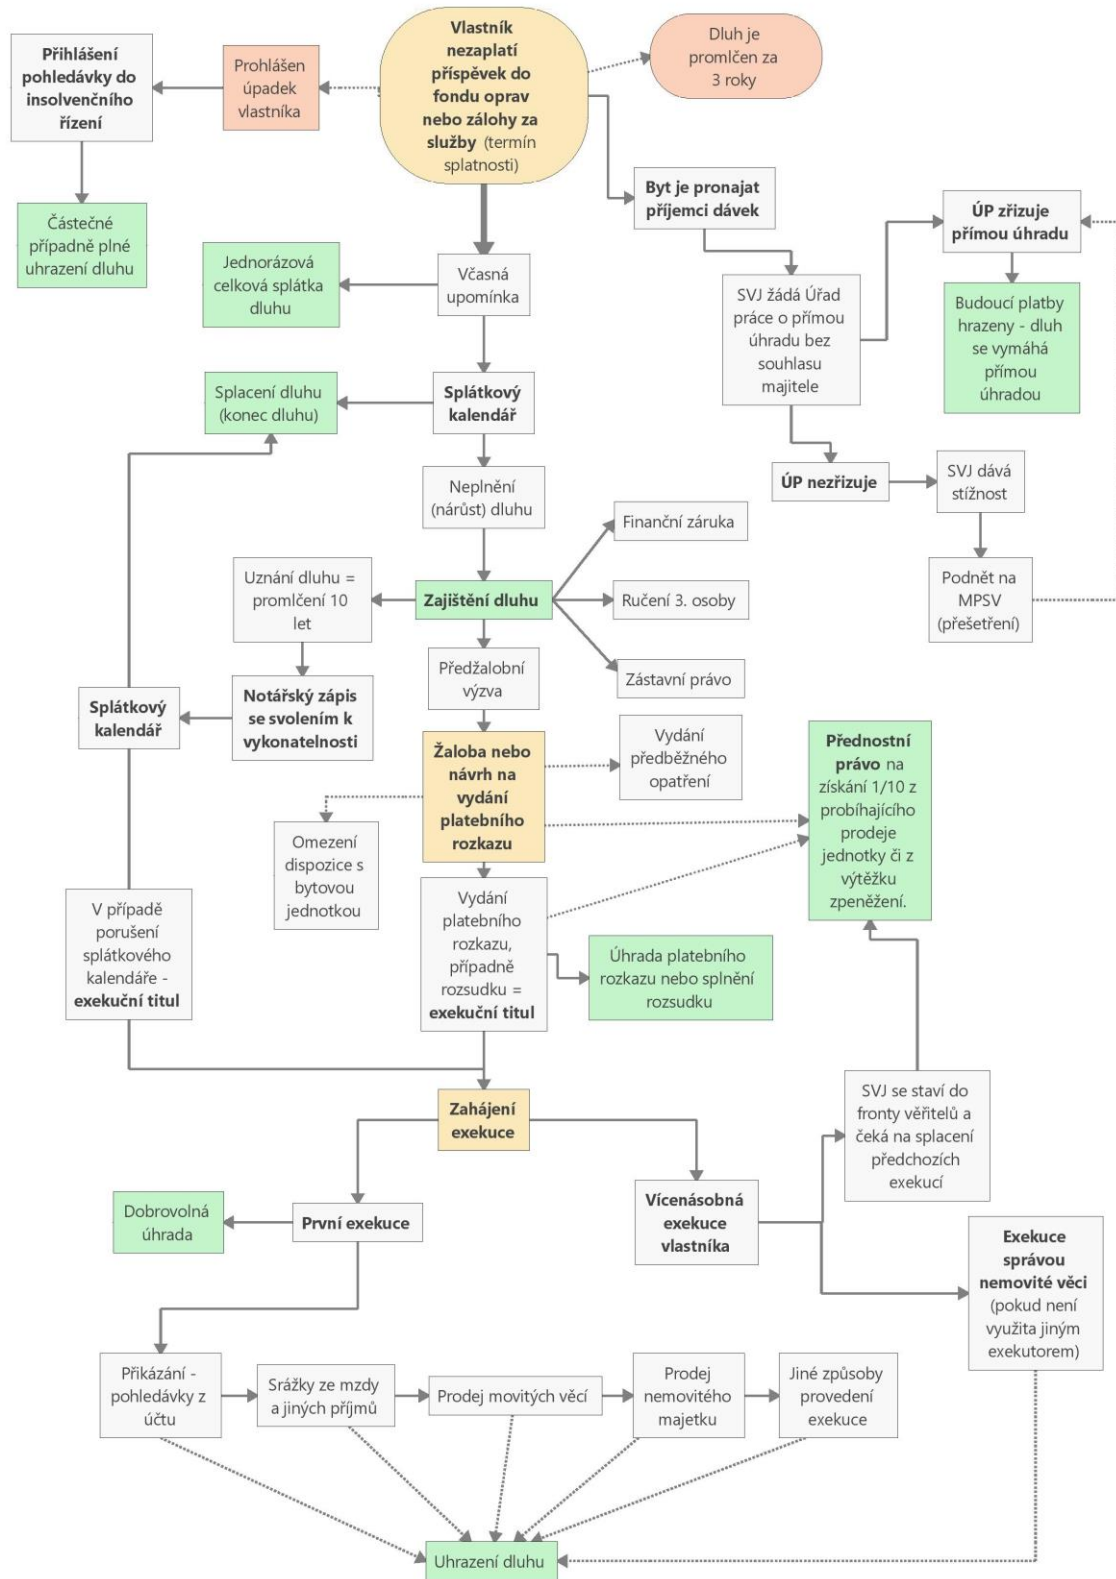 Vlastník
nezaplatí
příspěvek do
fondu oprav
nebo zálohy za
služby (termín
splatnosti)
Dluh je
promlčen za
3 roky
Přihlášení
pohledávky do
insolvenčního
řízení
Prohlášen
úpadek
vlastníka
Částečné
případně plné
uhrazení dluhu
Byt je pronajat
příjemci dávek
ÚP zřizuje
přímou úhradu
Jednorázová
celková splátka
dluhu
Včasná
upomínka
SVJ žádá Úřad
práce o přímou
úhradu bez
souhlasu
majitele
Budoucí platby
hrazeny - dluh
se vymáhá
přímou
úhradou
Splacení dluhu
(konec dluhu)
Splátkový
kalendář
ÚP nezřizuje
SVJ dává
stížnost
Neplnění
(nárůst) dluhu
Finanční záruka
Uznání dluhu =
promlčení 10
let
Zajištění dluhu
Ručení 3. osoby
Podnět na
MPSV
(přešetření)
Předžalobní
výzva
Zástavní právo
Splátkový
kalendář
Notářský zápis
se svolením k
vykonatelnosti
Žaloba nebo
návrh na
vydání
platebního
rozkazu
Vydání
předběžného
opatření
Přednostní
právo na
získání 1/10 z
probíhajícího
prodeje
jednotky či z
výtěžku
zpeněžení.
Omezení
dispozice s
bytovou
jednotkou
V případě
porušení
splátkového
kalendáře -
exekuční titul
Vydání
platebního
rozkazu,
případně
rozsudku =
exekuční titul
Úhrada platebního
rozkazu nebo splnění
rozsudku
Zahájení
exekuce
SVJ se staví do
fronty věřitelů a
čeká na splacení
předchozích
exekucí
Dobrovolná
úhrada
První exekuce
Vícenásobná
exekuce
vlastníka
Exekuce
správou
nemovité věci
(pokud není
využita jiným
exekutorem)
Přikázání -
pohledávky z
účtu
Srážky ze mzdy
a jiných příjmů
Prodej movitých věcí
Prodej
nemovitého
majetku
Jiné způsoby
provedení
exekuce
Uhrazení dluhu